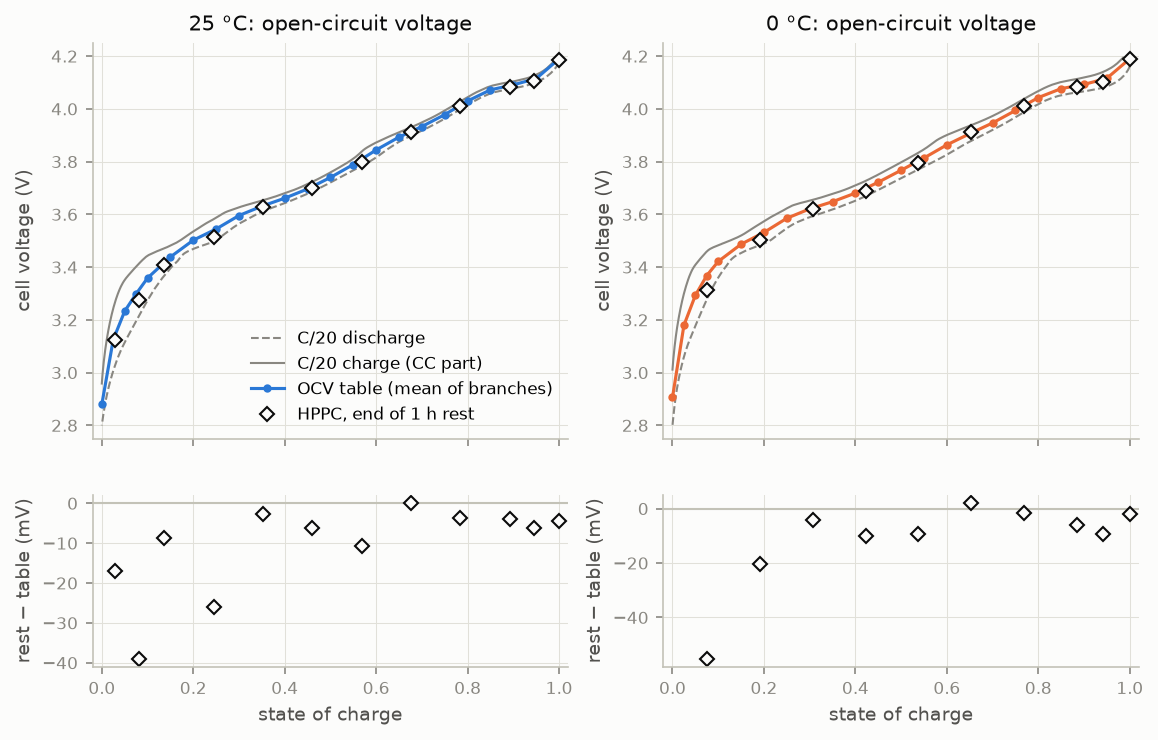 25 °C: open-circuit voltage
0 °C: open-circuit voltage
cell voltage (V)
4.2
4.0
3.8
3.6
3.4
3.2
3.0
2.8
C/20 discharge
C/20 charge (CC part)
OCV table (mean of branches)
HPPC, end of 1 h rest
cell voltage (V)
4.2
4.0
3.8
3.6
3.4
3.2
3.0
2.8
rest − table (mV)
0
−10
−20
−30
−40
0.0 0.2 0.4 0.6 0.8 1.0
state of charge
rest − table (mV)
0
−20
−40
0.0 0.2 0.4 0.6 0.8 1.0
state of charge